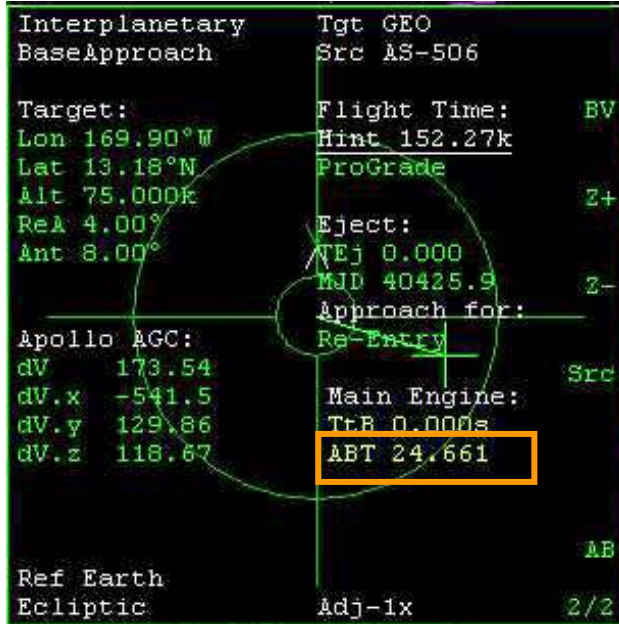 Interplanetary
BaseApproach
Tgt GEO
Src AS-506
Target:
Lon 169.90°W
Lat 13.18°N
Alt 75.000k
ReA 4.00°
Ant 8.00°
Flight Time:
Hint 152.27k
ProGrade
Eject:
TEj 0.000
MJD 40425.9
Approach for:
Re-Entry
Apollo AGC:
dV 173.54
dV.x -541.5
dV.y 129.86
dV.z 118.67
Main Engine:
TtB 0.000s
ABT 24.661
Ref Earth
Ecliptic
Adj-1x
BV
Z+
Z-
Src
AB
2/2